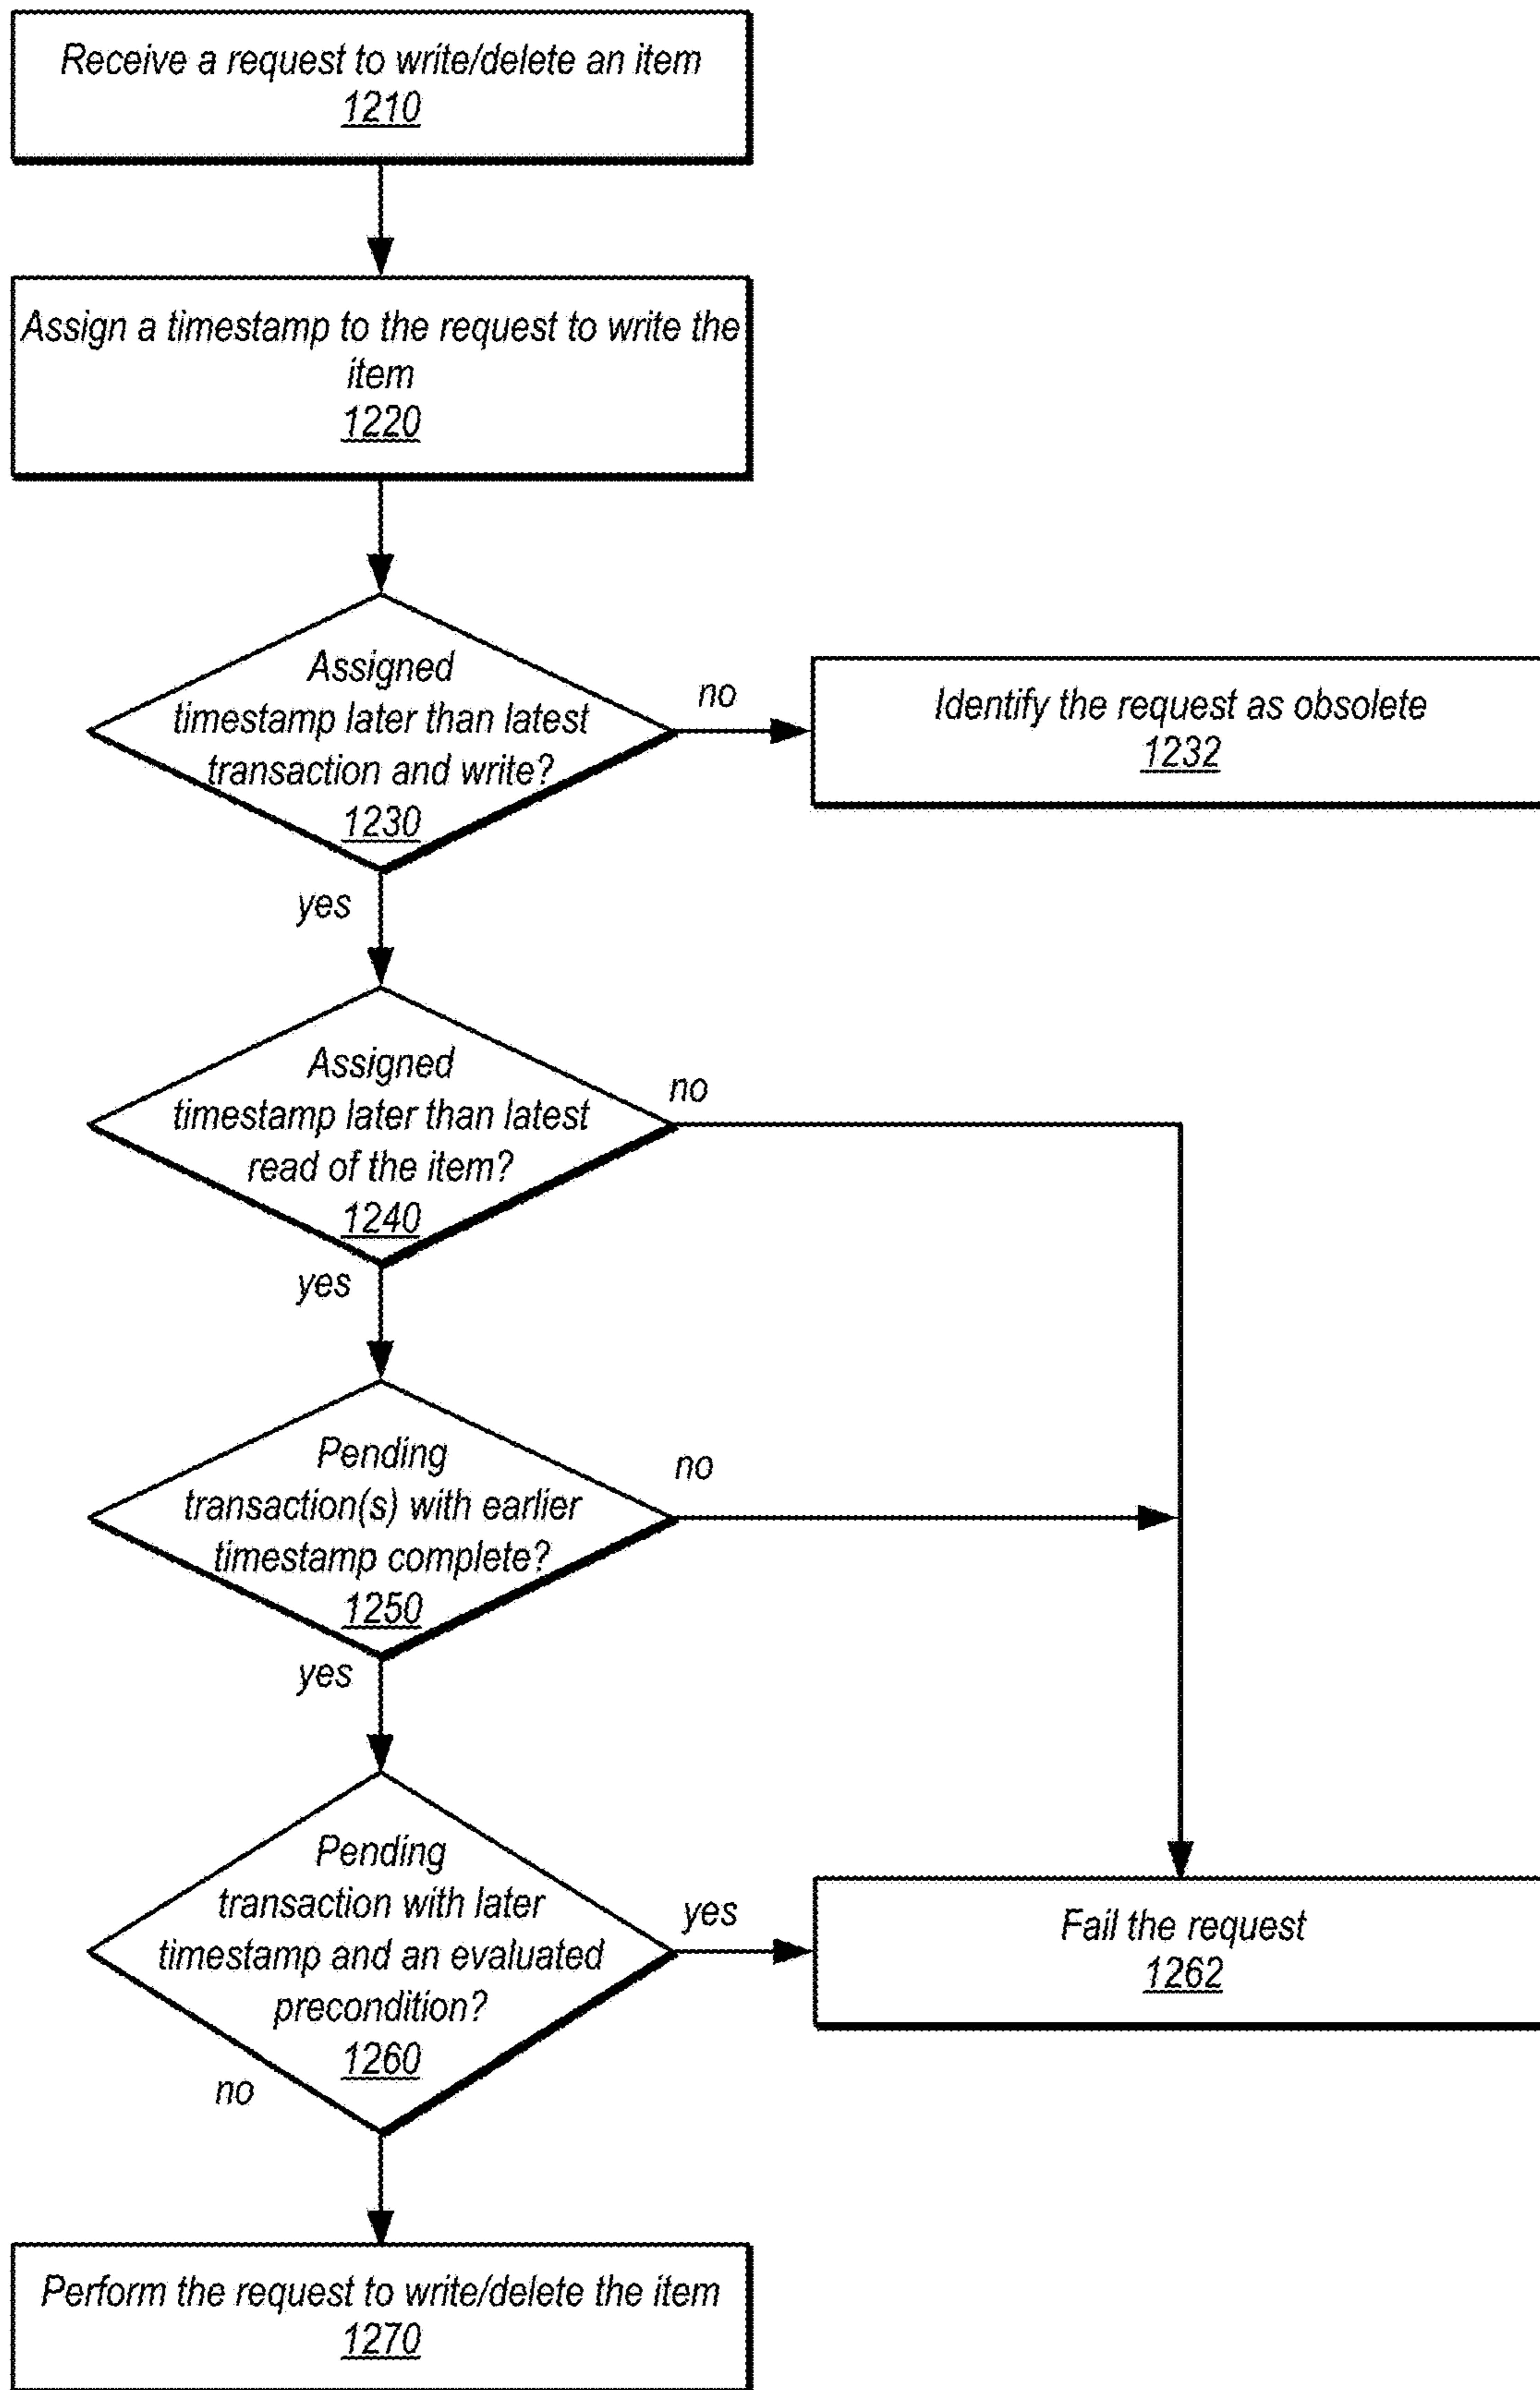 Receive a request to write/delete an item
1210
Assign a timestamp to the request to write the
item
1220
Assigned
timestamp later than latest
transaction and write?
1230
no
Identify the request as obsolete
1232
yes
Assigned
timestamp later than latest
read of the item?
1240
no
yes
Pending
transaction(s) with earlier
timestamp complete?
1250
no
yes
Pending
transaction with later
timestamp and an evaluated
precondition?
1260
yes
Fail the request
1262
no
Perform the request to write/delete the item
1270